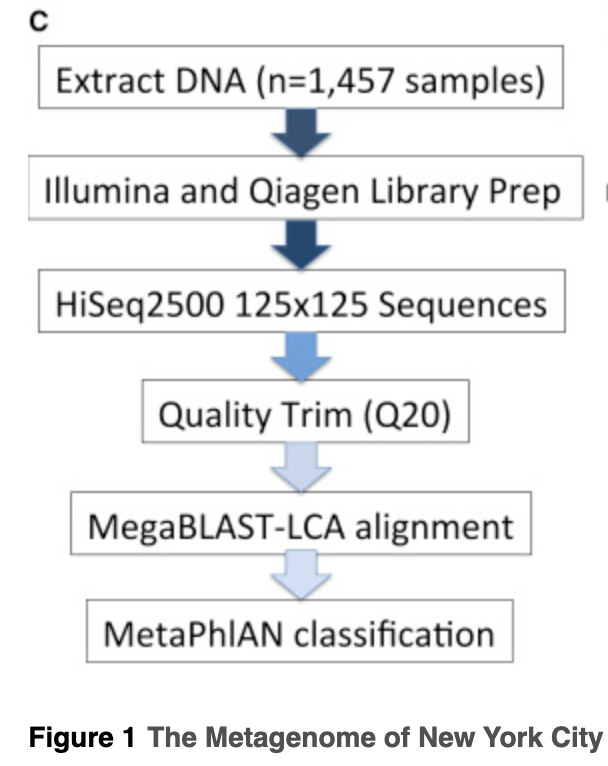 C
Extract DNA (n=1,457 samples)
Illumina and Qiagen Library Prep
HiSeq2500 125x125 Sequences
Quality Trim (Q20)
MegaBLAST-LCA alignment
MetaPhlAN classification
Figure 1 The Metagenome of New York City